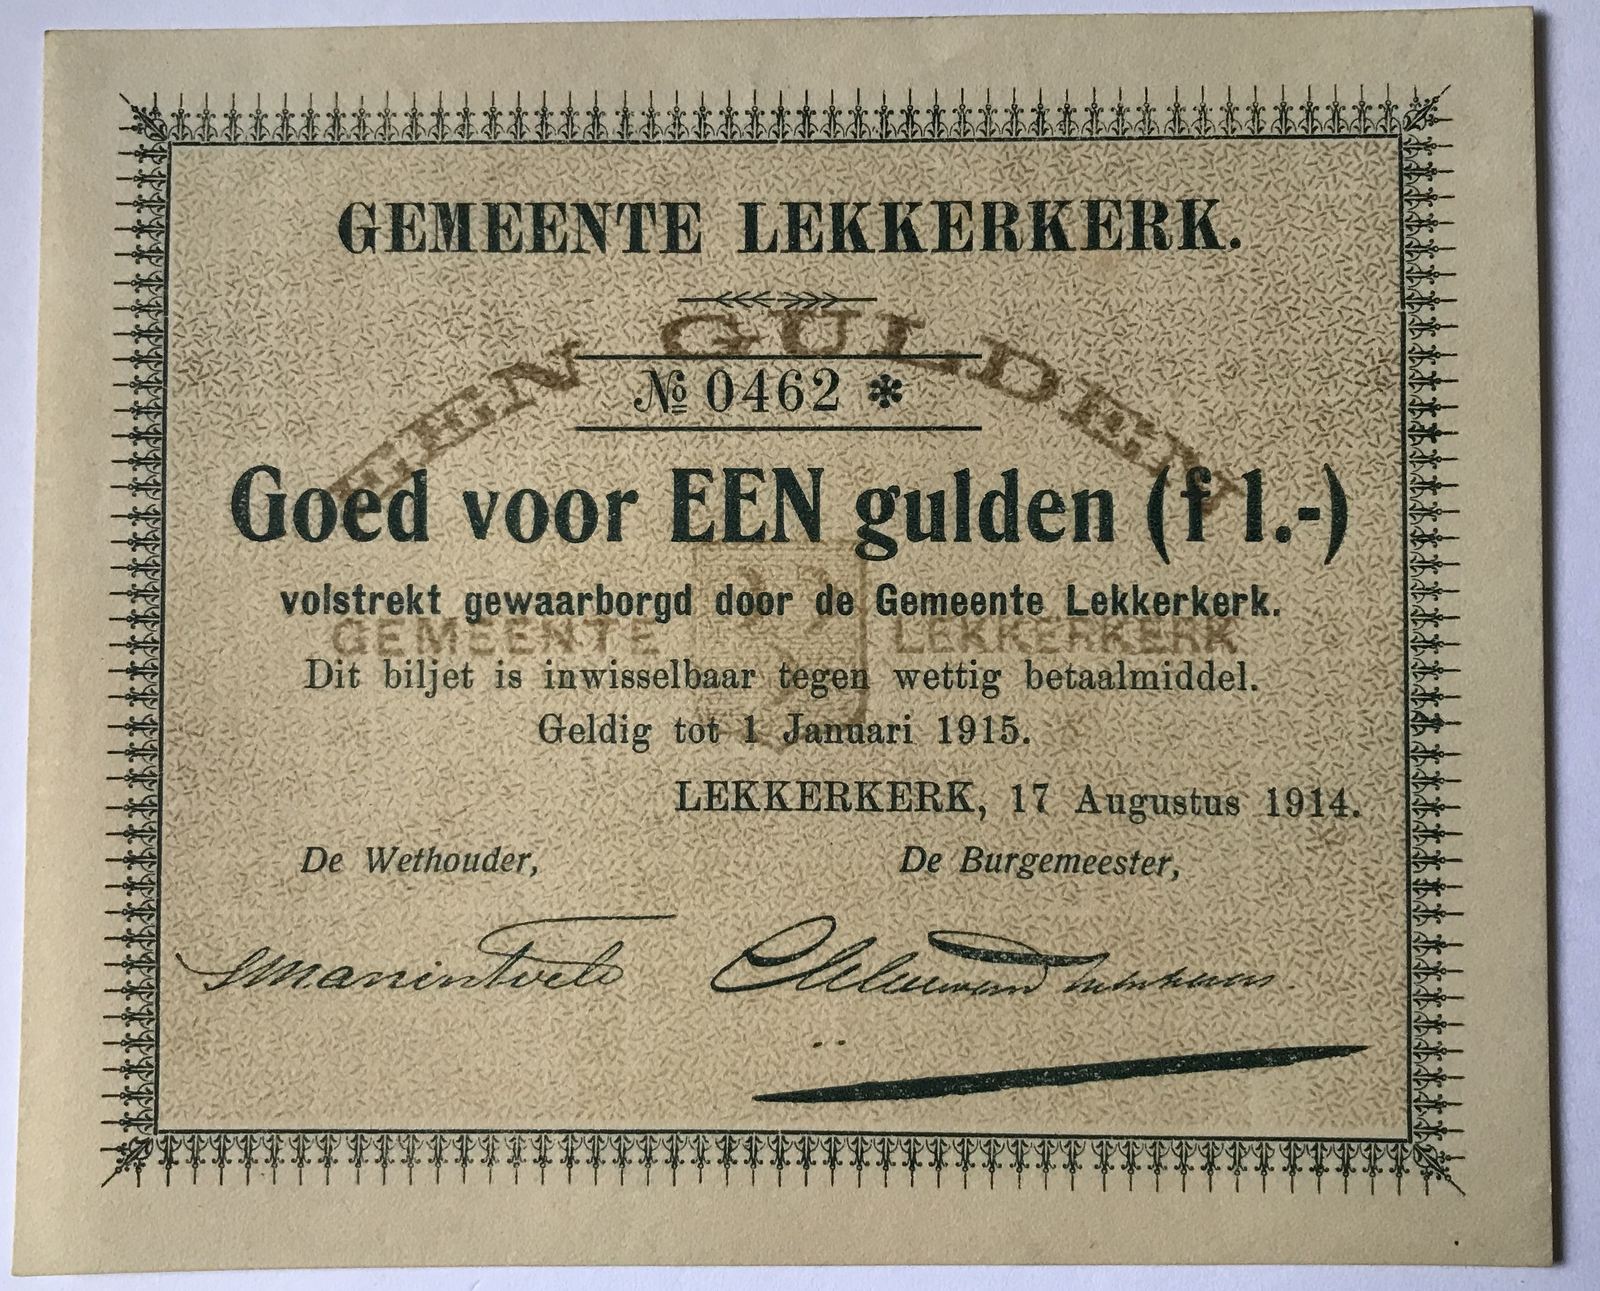 GEMEENTE LEKKERKERK.
EEN GULDEN
№ 0462 *
Goed voor EEN gulden (f 1.-)
volstrekt gewaarborgd door de Gemeente Lekkerkerk.
GEMEENTE LEKKERKERK
Dit biljet is inwisselbaar tegen wettig betaalmiddel.
Geldig tot 1 Januari 1915.
LEKKERKERK, 17 Augustus 1914.
De Wethouder, De Burgemeester,